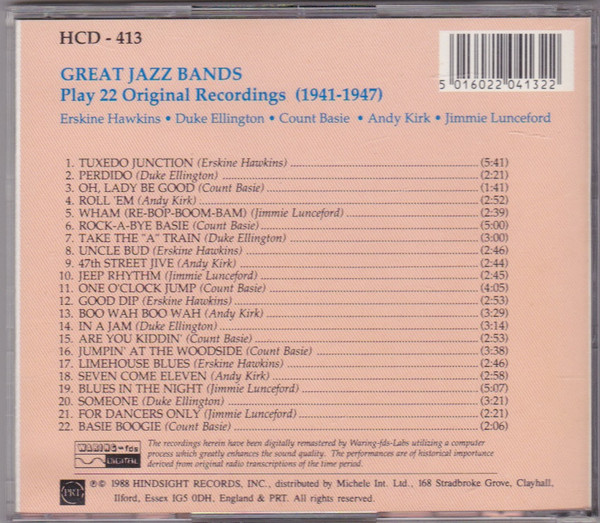 HCD - 413
5 016022 041322
GREAT JAZZ BANDS
Play 22 Original Recordings (1941-1947)
Erskine Hawkins • Duke Ellington • Count Basie • Andy Kirk • Jimmie Lunceford
1. TUXEDO JUNCTION (Erskine Hawkins) (5:41)
2. PERDIDO (Duke Ellington) (2:21)
3. OH, LADY BE GOOD (Count Basie) (1:41)
4. ROLL 'EM (Andy Kirk) (2:52)
5. WHAM (RE-BOP-BOOM-BAM) (Jimmie Lunceford) (2:39)
6. ROCK-A-BYE BASIE (Count Basie) (5:00)
7. TAKE THE "A" TRAIN (Duke Ellington) (3:00)
8. UNCLE BUD (Erskine Hawkins) (2:46)
9. 47th STREET JIVE (Andy Kirk) (2:44)
10. JEEP RHYTHM (Jimmie Lunceford) (2:45)
11. ONE O'CLOCK JUMP (Count Basie) (4:05)
12. GOOD DIP (Erskine Hawkins) (2:53)
13. BOO WAH BOO WAH (Andy Kirk) (3:29)
14. IN A JAM (Duke Ellington) (3:14)
15. ARE YOU KIDDIN' (Count Basie) (2:53)
16. JUMPIN' AT THE WOODSIDE (Count Basie) (3:38)
17. LIMEHOUSE BLUES (Erskine Hawkins) (2:46)
18. SEVEN COME ELEVEN (Andy Kirk) (2:58)
19. BLUES IN THE NIGHT (Jimmie Lunceford) (5:07)
20. SOMEONE (Duke Ellington) (3:21)
21. FOR DANCERS ONLY (Jimmie Lunceford) (2:21)
22. BASIE BOOGIE (Count Basie) (2:06)
WARING-fds
DIGITAL
The recordings herein have been digitally remastered by Waring-fds-Labs utilizing a computer
process which greatly enhances the sound quality. The performances are of historical importance
derived from original radio transcriptions of the time period.
PRT
℗© 1988 HINDSIGHT RECORDS, INC., distributed by Michele Int. Ltd., 168 Stradbroke Grove, Clayhall,
Ilford, Essex IG5 0DH, England & PRT. All rights reserved.